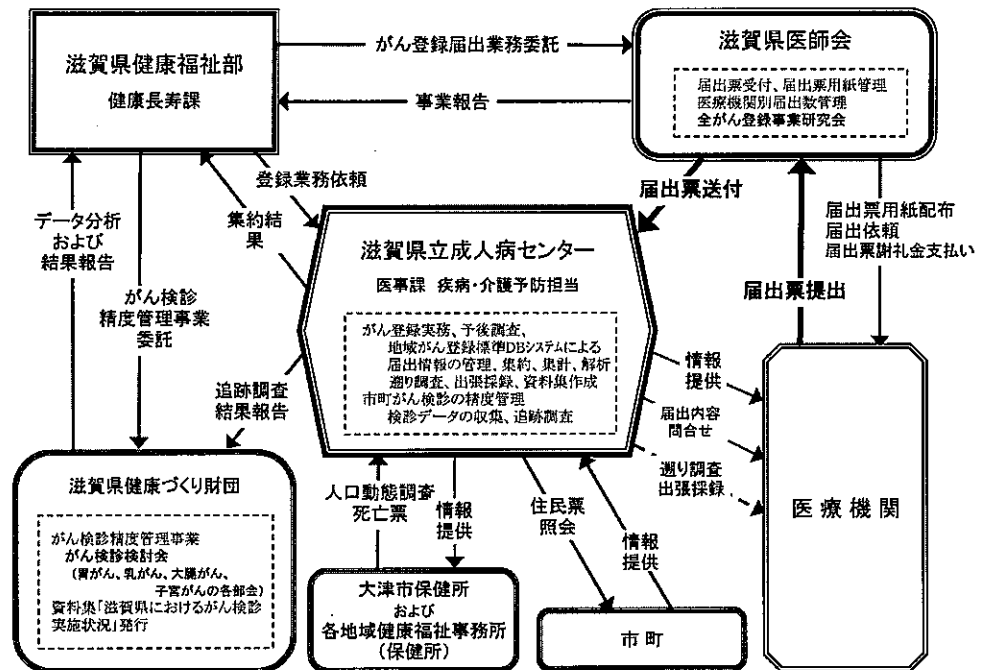 滋賀県健康福祉部
健康長寿課
がん登録届出業務委託
事業報告
滋賀県医師会
届出票受付、届出票用紙管理
医療機関別届出数管理
全がん登録事業研究会
登録業務依頼
集約結
果
届出票送付
データ分析
および
結果報告
がん検診
精度管理事業
委託
届出票用紙配布
届出依頼
届出票謝礼金支払い
届出票提出
滋賀県立成人病センター
医事課 疾病・介護予防担当
がん登録実務、予後調査、
地域がん登録標準DBシステムによる
届出情報の管理、集約、集計、解析
遡り調査、出張採録、資料集作成
市町がん検診の精度管理
検診データの収集、追跡調査
追跡調査
結果報告
情報
提供
届出内容
問合せ
遡り調査
出張採録
医療機関
滋賀県健康づくり財団
がん検診精度管理事業
がん検診検討会
(胃がん、乳がん、大腸がん、
子宮がんの各部会)
資料集「滋賀県におけるがん検診
実施状況」発行
人口動態調査
死亡票
情報
提供
住民票
照会
情報
提供
大津市保健所
および
各地域健康福祉事務所
(保健所)
市町